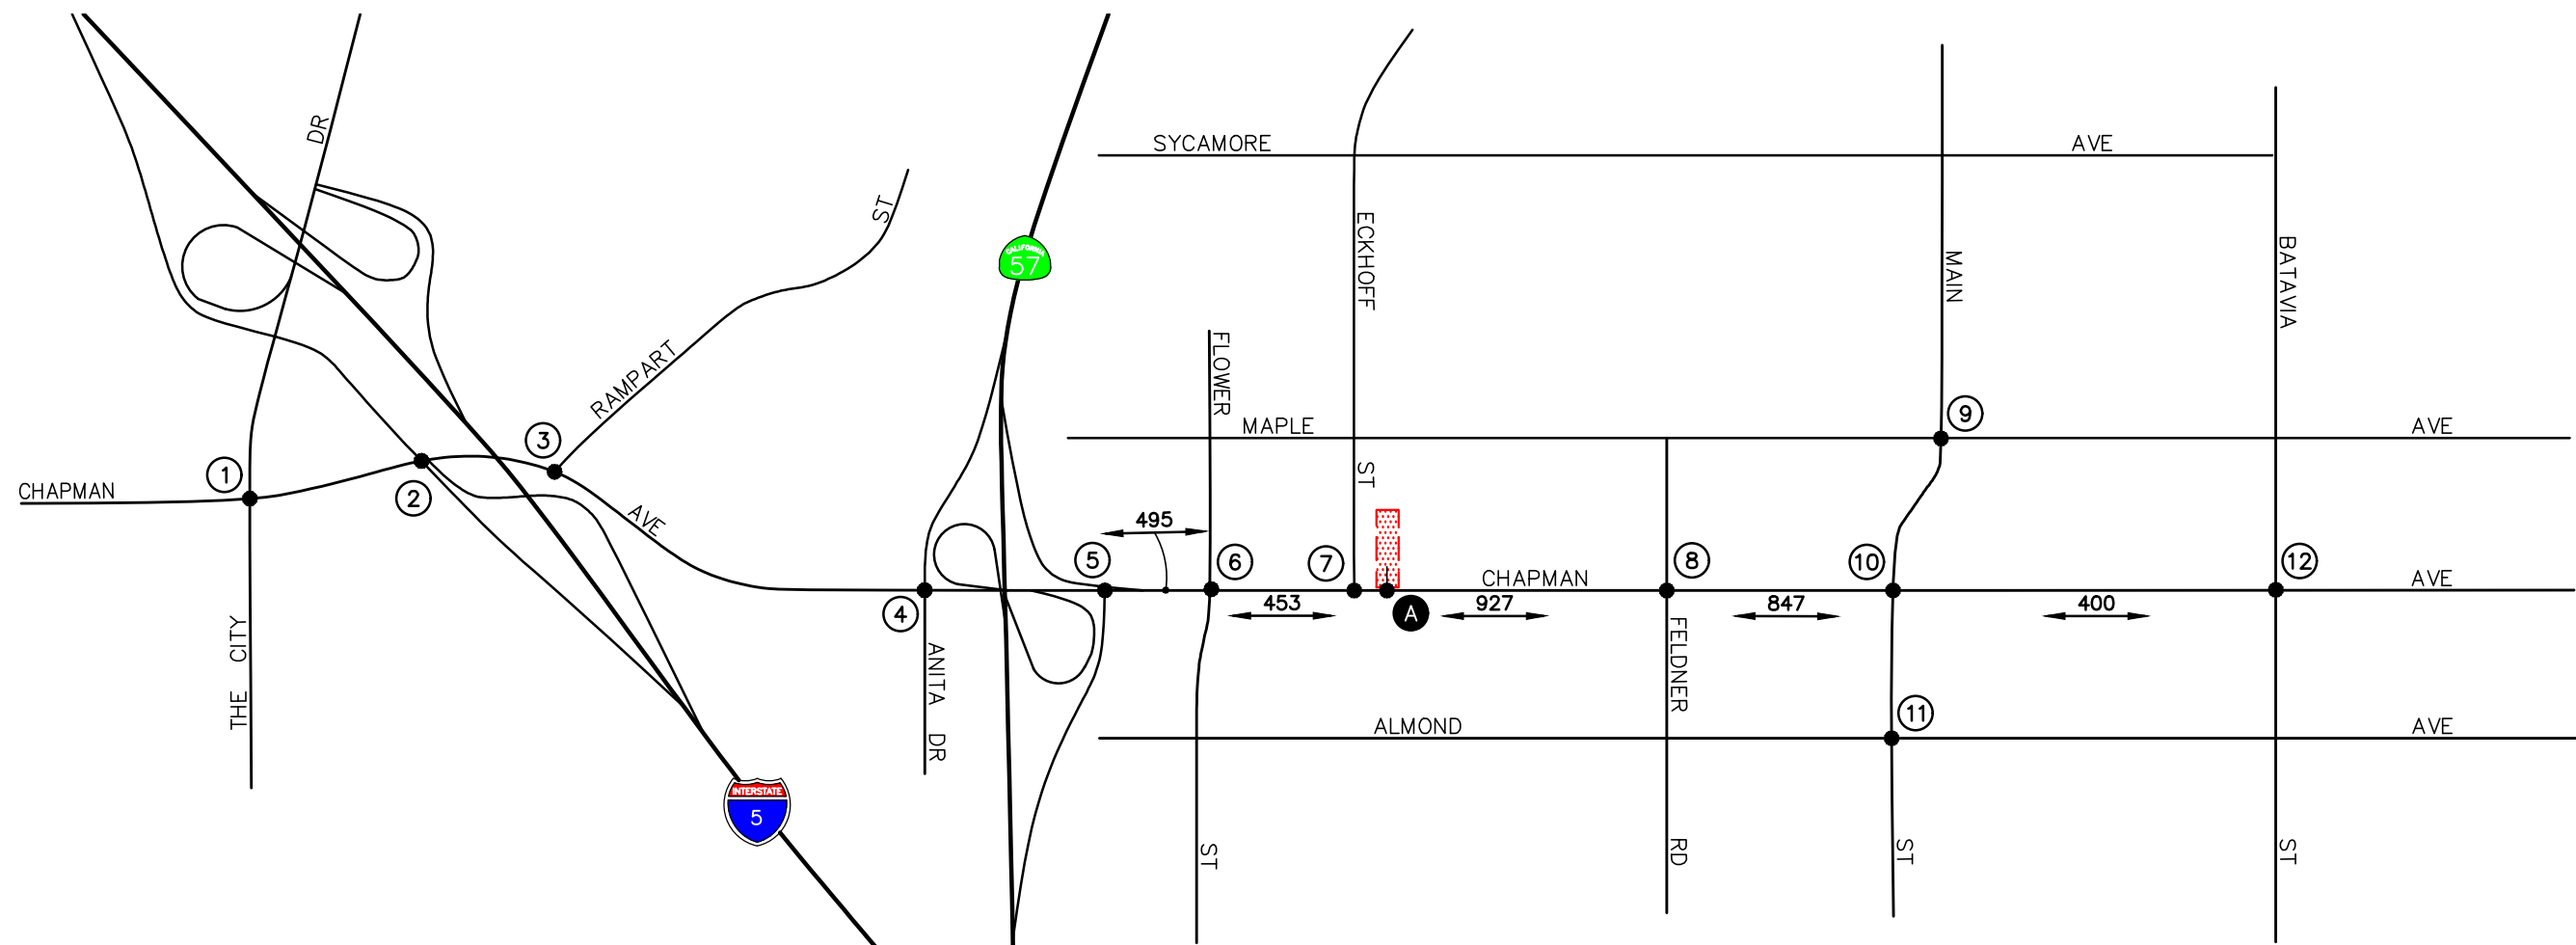 DR
SYCAMORE AVE
ST
CALIFORNIA
57
ECKHOFF
ST
MAIN
BATAVIA
FLOWER
RAMPART
9
MAPLE AVE
3
1
CHAPMAN
2
AVE
495
5
6
7
8
10
12
CHAPMAN AVE
4
453
A
927
847
400
THE CITY
ANITA DR
FELDNER
11
ALMOND AVE
INTERSTATE
5
ST
RD
ST
ST